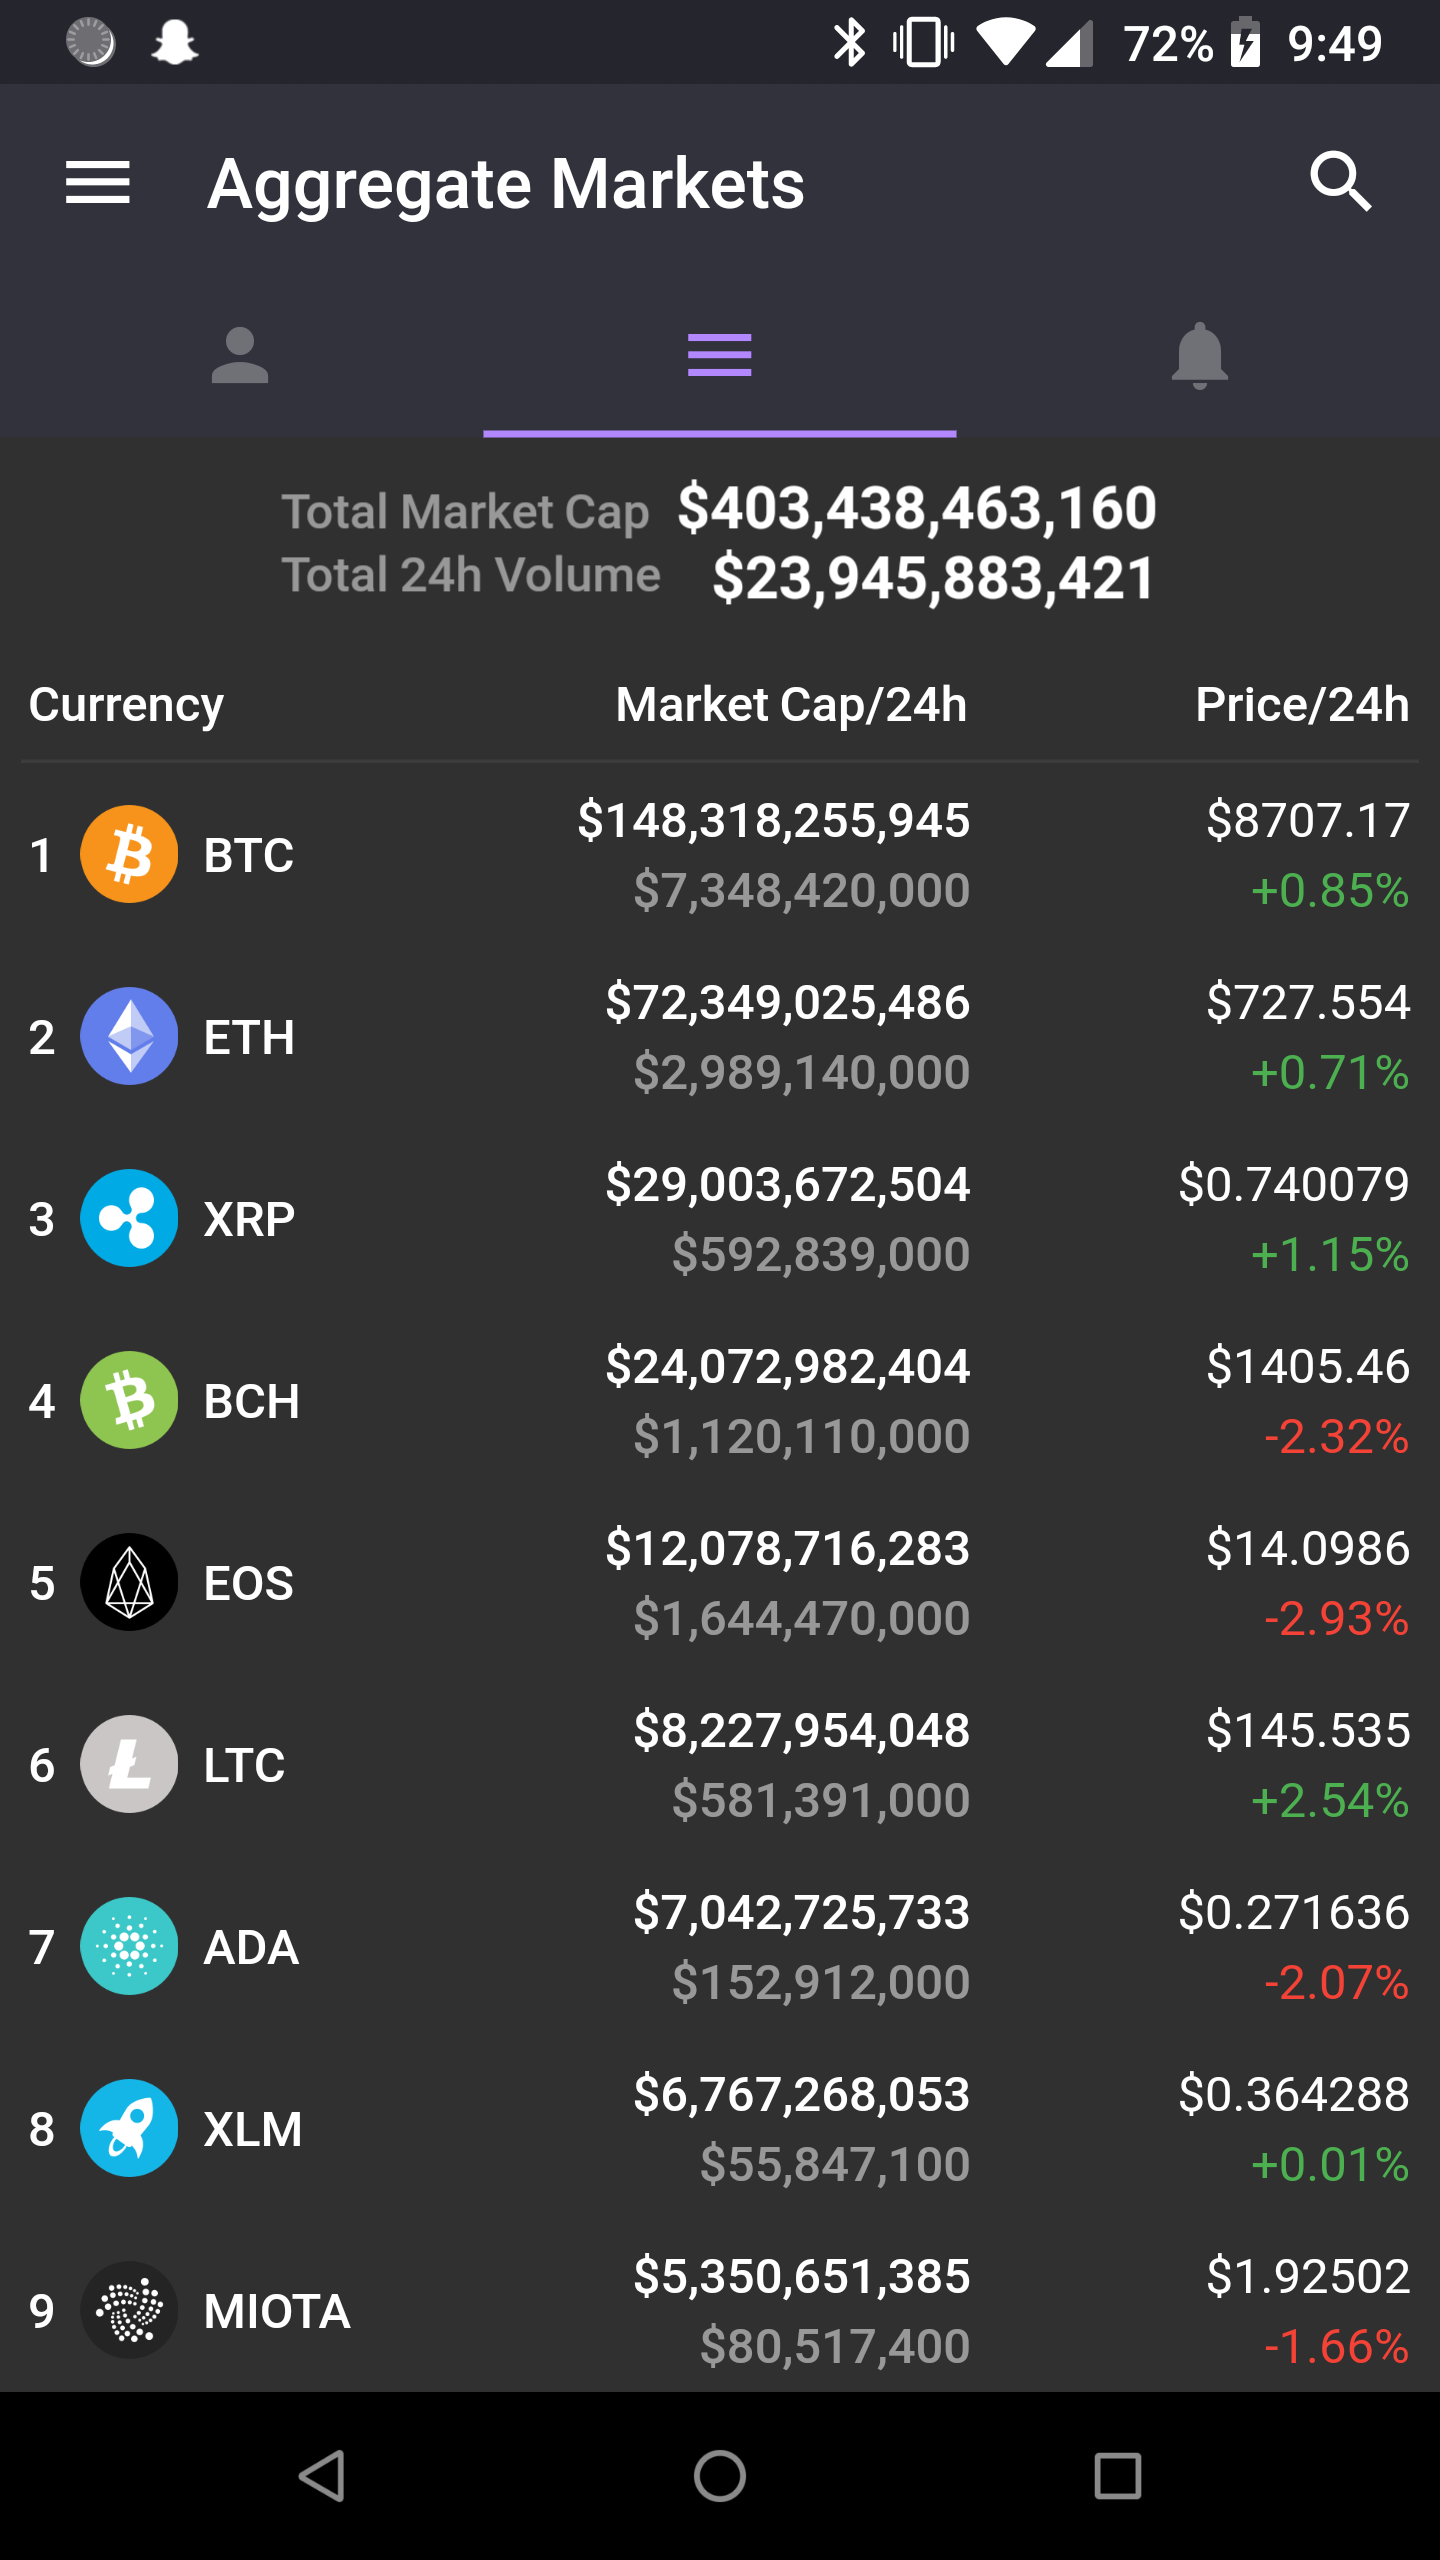 72% 9:49
Aggregate Markets
Total Market Cap $403,438,463,160
Total 24h Volume $23,945,883,421
Currency Market Cap/24h Price/24h
1 BTC $148,318,255,945 $8707.17
$7,348,420,000 +0.85%
2 ETH $72,349,025,486 $727.554
$2,989,140,000 +0.71%
3 XRP $29,003,672,504 $0.740079
$592,839,000 +1.15%
4 BCH $24,072,982,404 $1405.46
$1,120,110,000 -2.32%
5 EOS $12,078,716,283 $14.0986
$1,644,470,000 -2.93%
6 LTC $8,227,954,048 $145.535
$581,391,000 +2.54%
7 ADA $7,042,725,733 $0.271636
$152,912,000 -2.07%
8 XLM $6,767,268,053 $0.364288
$55,847,100 +0.01%
9 MIOTA $5,350,651,385 $1.92502
$80,517,400 -1.66%